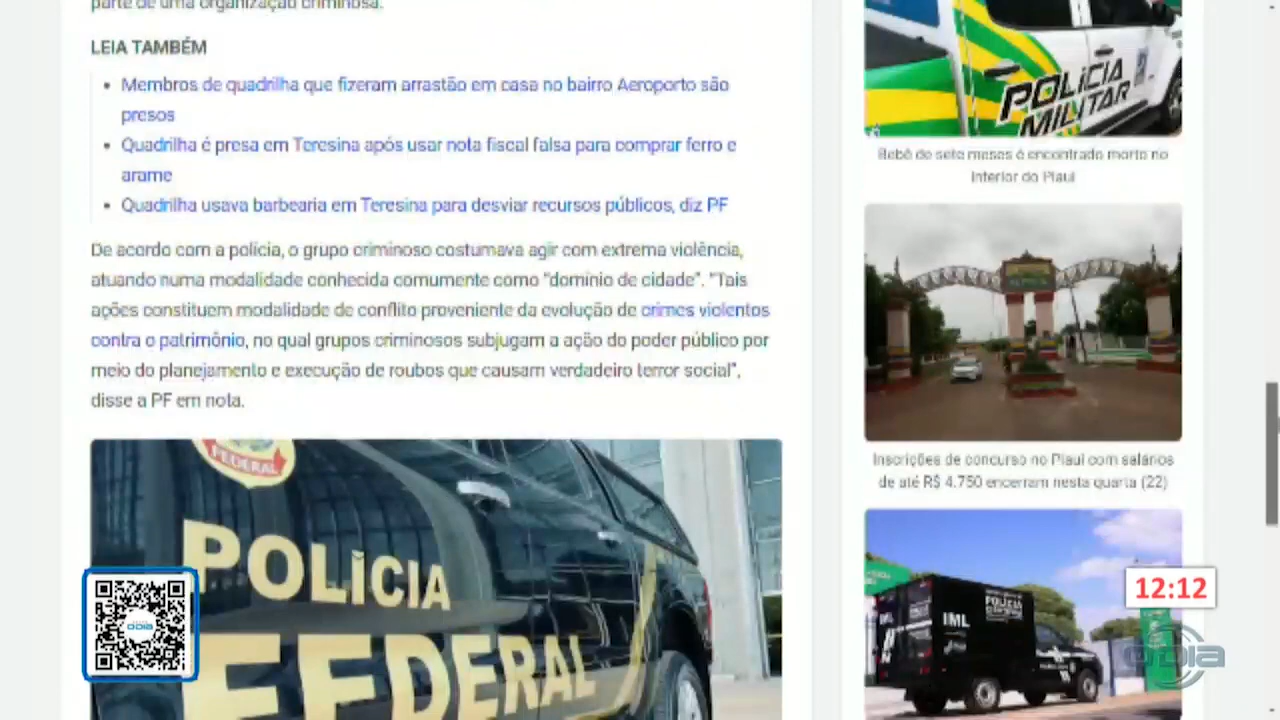 parte de uma organização criminosa.
LEIA TAMBÉM
Membros de quadrilha que fizeram arrastão em casa no bairro Aeroporto são
presos
Quadrilha é presa em Teresina após usar nota fiscal falsa para comprar ferro e
arame
Quadrilha usava barbearia em Teresina para desviar recursos públicos, diz PF
De acordo com a polícia, o grupo criminoso costumava agir com extrema violência,
atuando numa modalidade conhecida comumente como "domínio de cidade". "Tais
ações constituem modalidade de conflito proveniente da evolução de crimes violentos
contra o patrimônio, no qual grupos criminosos subjugam a ação do poder público por
meio do planejamento e execução de roubos que causam verdadeiro terror social",
disse a PF em nota.
FEDERAL
POLÍCIA
FEDERAL
O DIA
POLÍCIA
MILITAR
Bebê de sete meses é encontrado morto no
interior do Piauí
Inscrições de concurso no Piauí com salários
de até R$ 4.750 encerram nesta quarta (22)
12:12
IML
POLÍCIA
O DIA